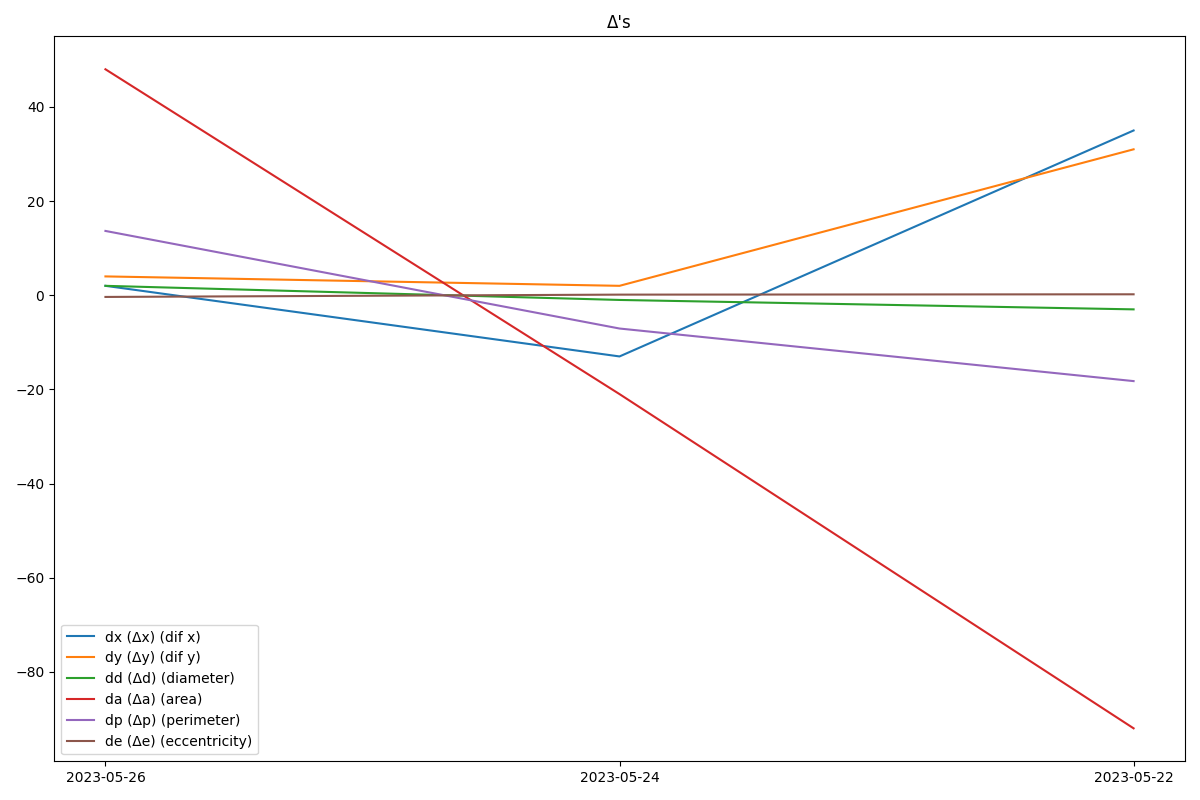 Δ's
40
20
0
−20
−40
−60
−80
dx (Δx) (dif x)
dy (Δy) (dif y)
dd (Δd) (diameter)
da (Δa) (area)
dp (Δp) (perimeter)
de (Δe) (eccentricity)
2023-05-26
2023-05-24
2023-05-22